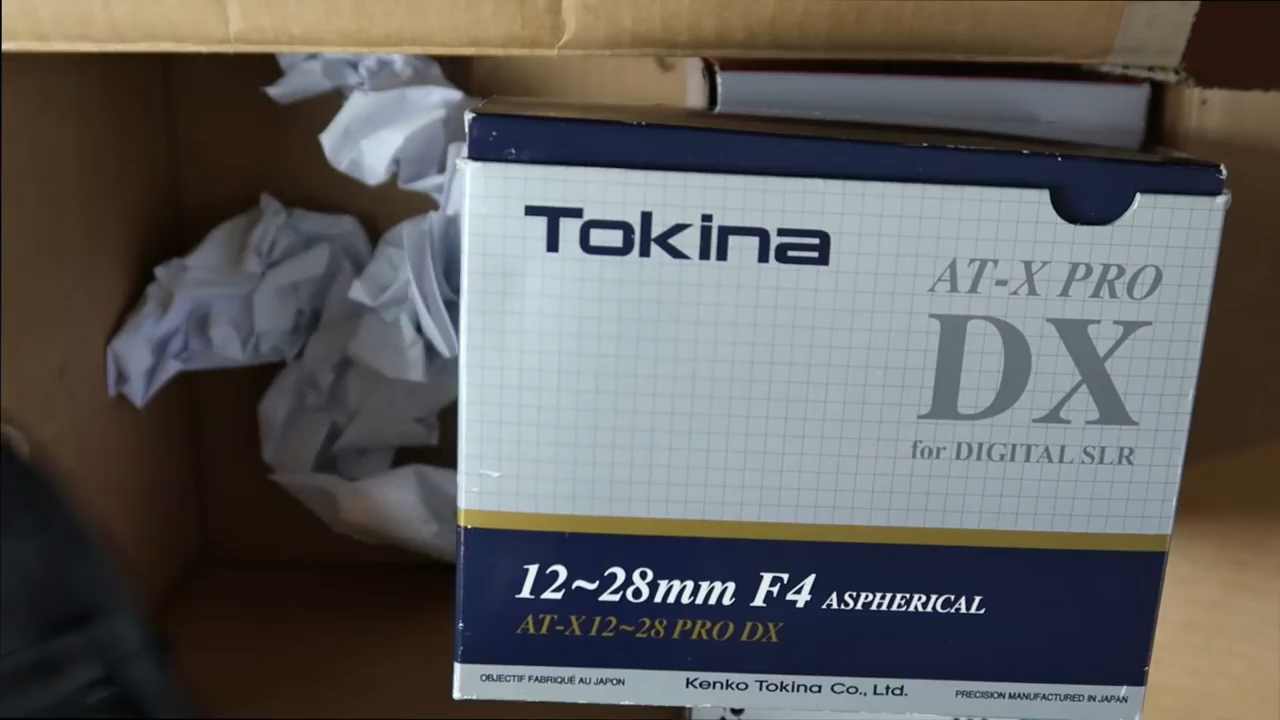 Tokina
AT-X PRO
DX
for DIGITAL SLR
12~28mm F4 ASPHERICAL
AT-X 12~28 PRO DX
OBJECTIF FABRIQUÉ AU JAPON
Kenko Tokina Co., Ltd.
PRECISION MANUFACTURED IN JAPAN